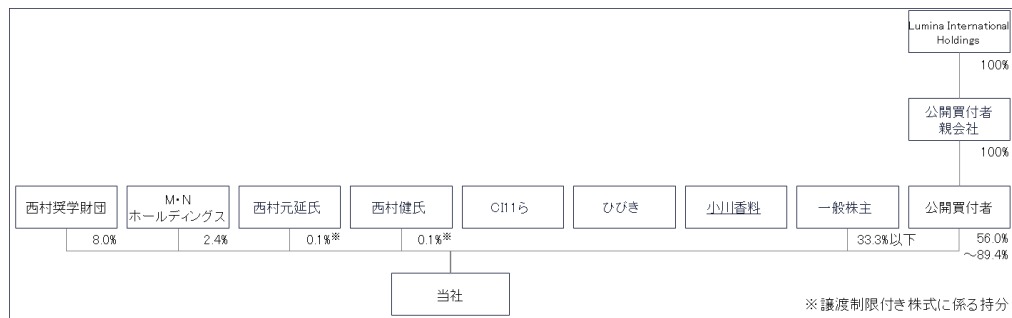 Lumina International
Holdings
100%
公開買付者
親会社
100%
西村奨学財団
M・N
ホールディングス
西村元延氏
西村健氏
CI11ら
ひびき
小川香料
一般株主
公開買付者
8.0%
2.4%
0.1%※
0.1%※
33.3%以下
56.0%
～89.4%
当社
※譲渡制限付き株式に係る持分